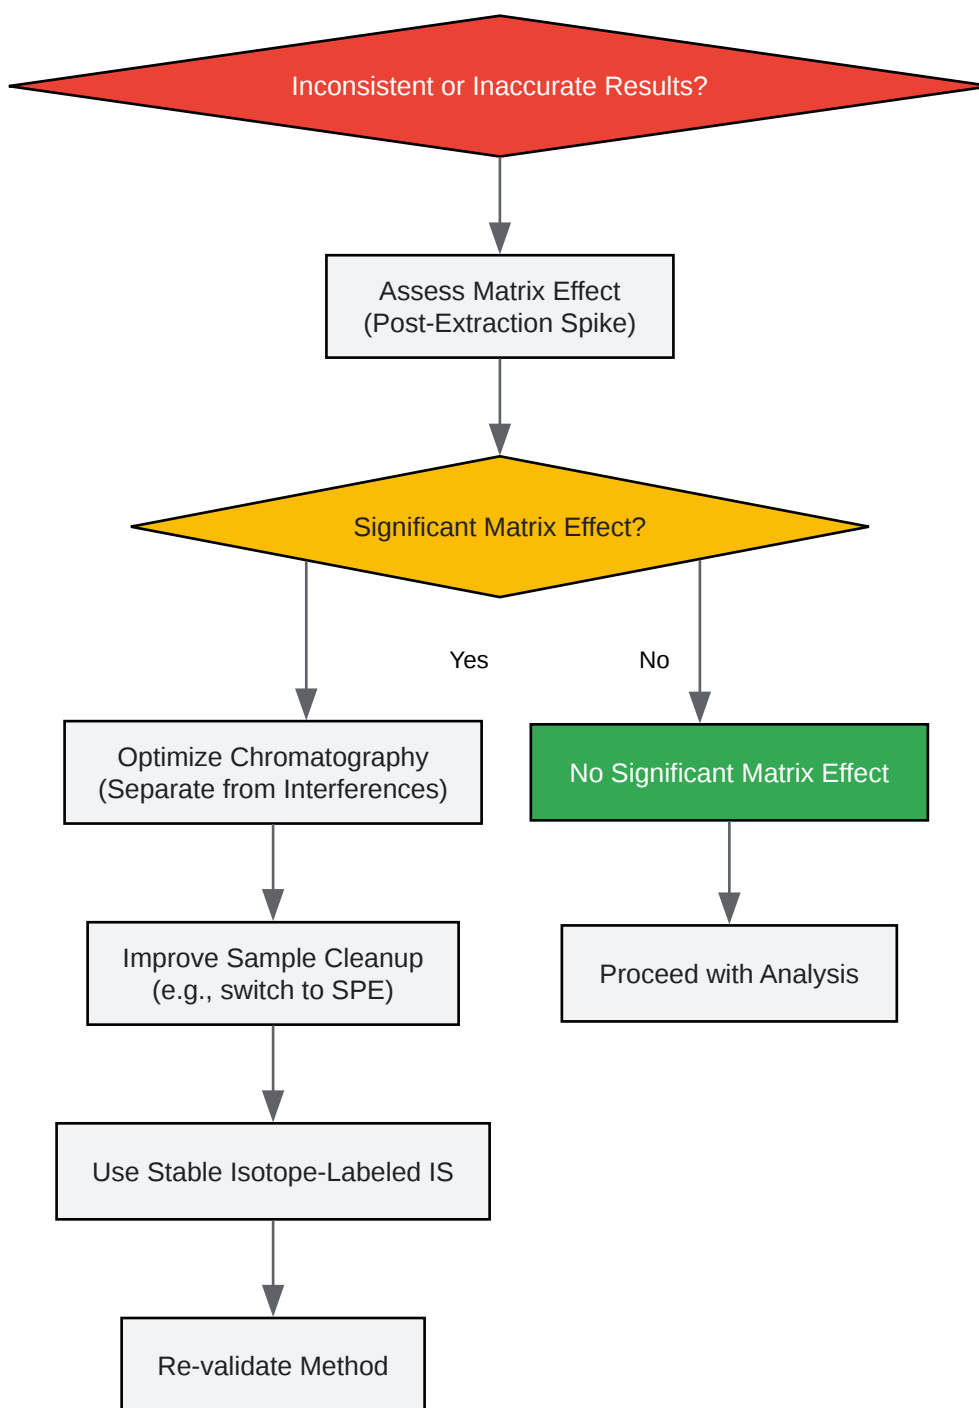 Inconsistent or Inaccurate Results?
Assess Matrix Effect
(Post-Extraction Spike)
Significant Matrix Effect?
Yes
No
Optimize Chromatography
(Separate from Interferences)
No Significant Matrix Effect
Improve Sample Cleanup
(e.g., switch to SPE)
Proceed with Analysis
Use Stable Isotope-Labeled IS
Re-validate Method